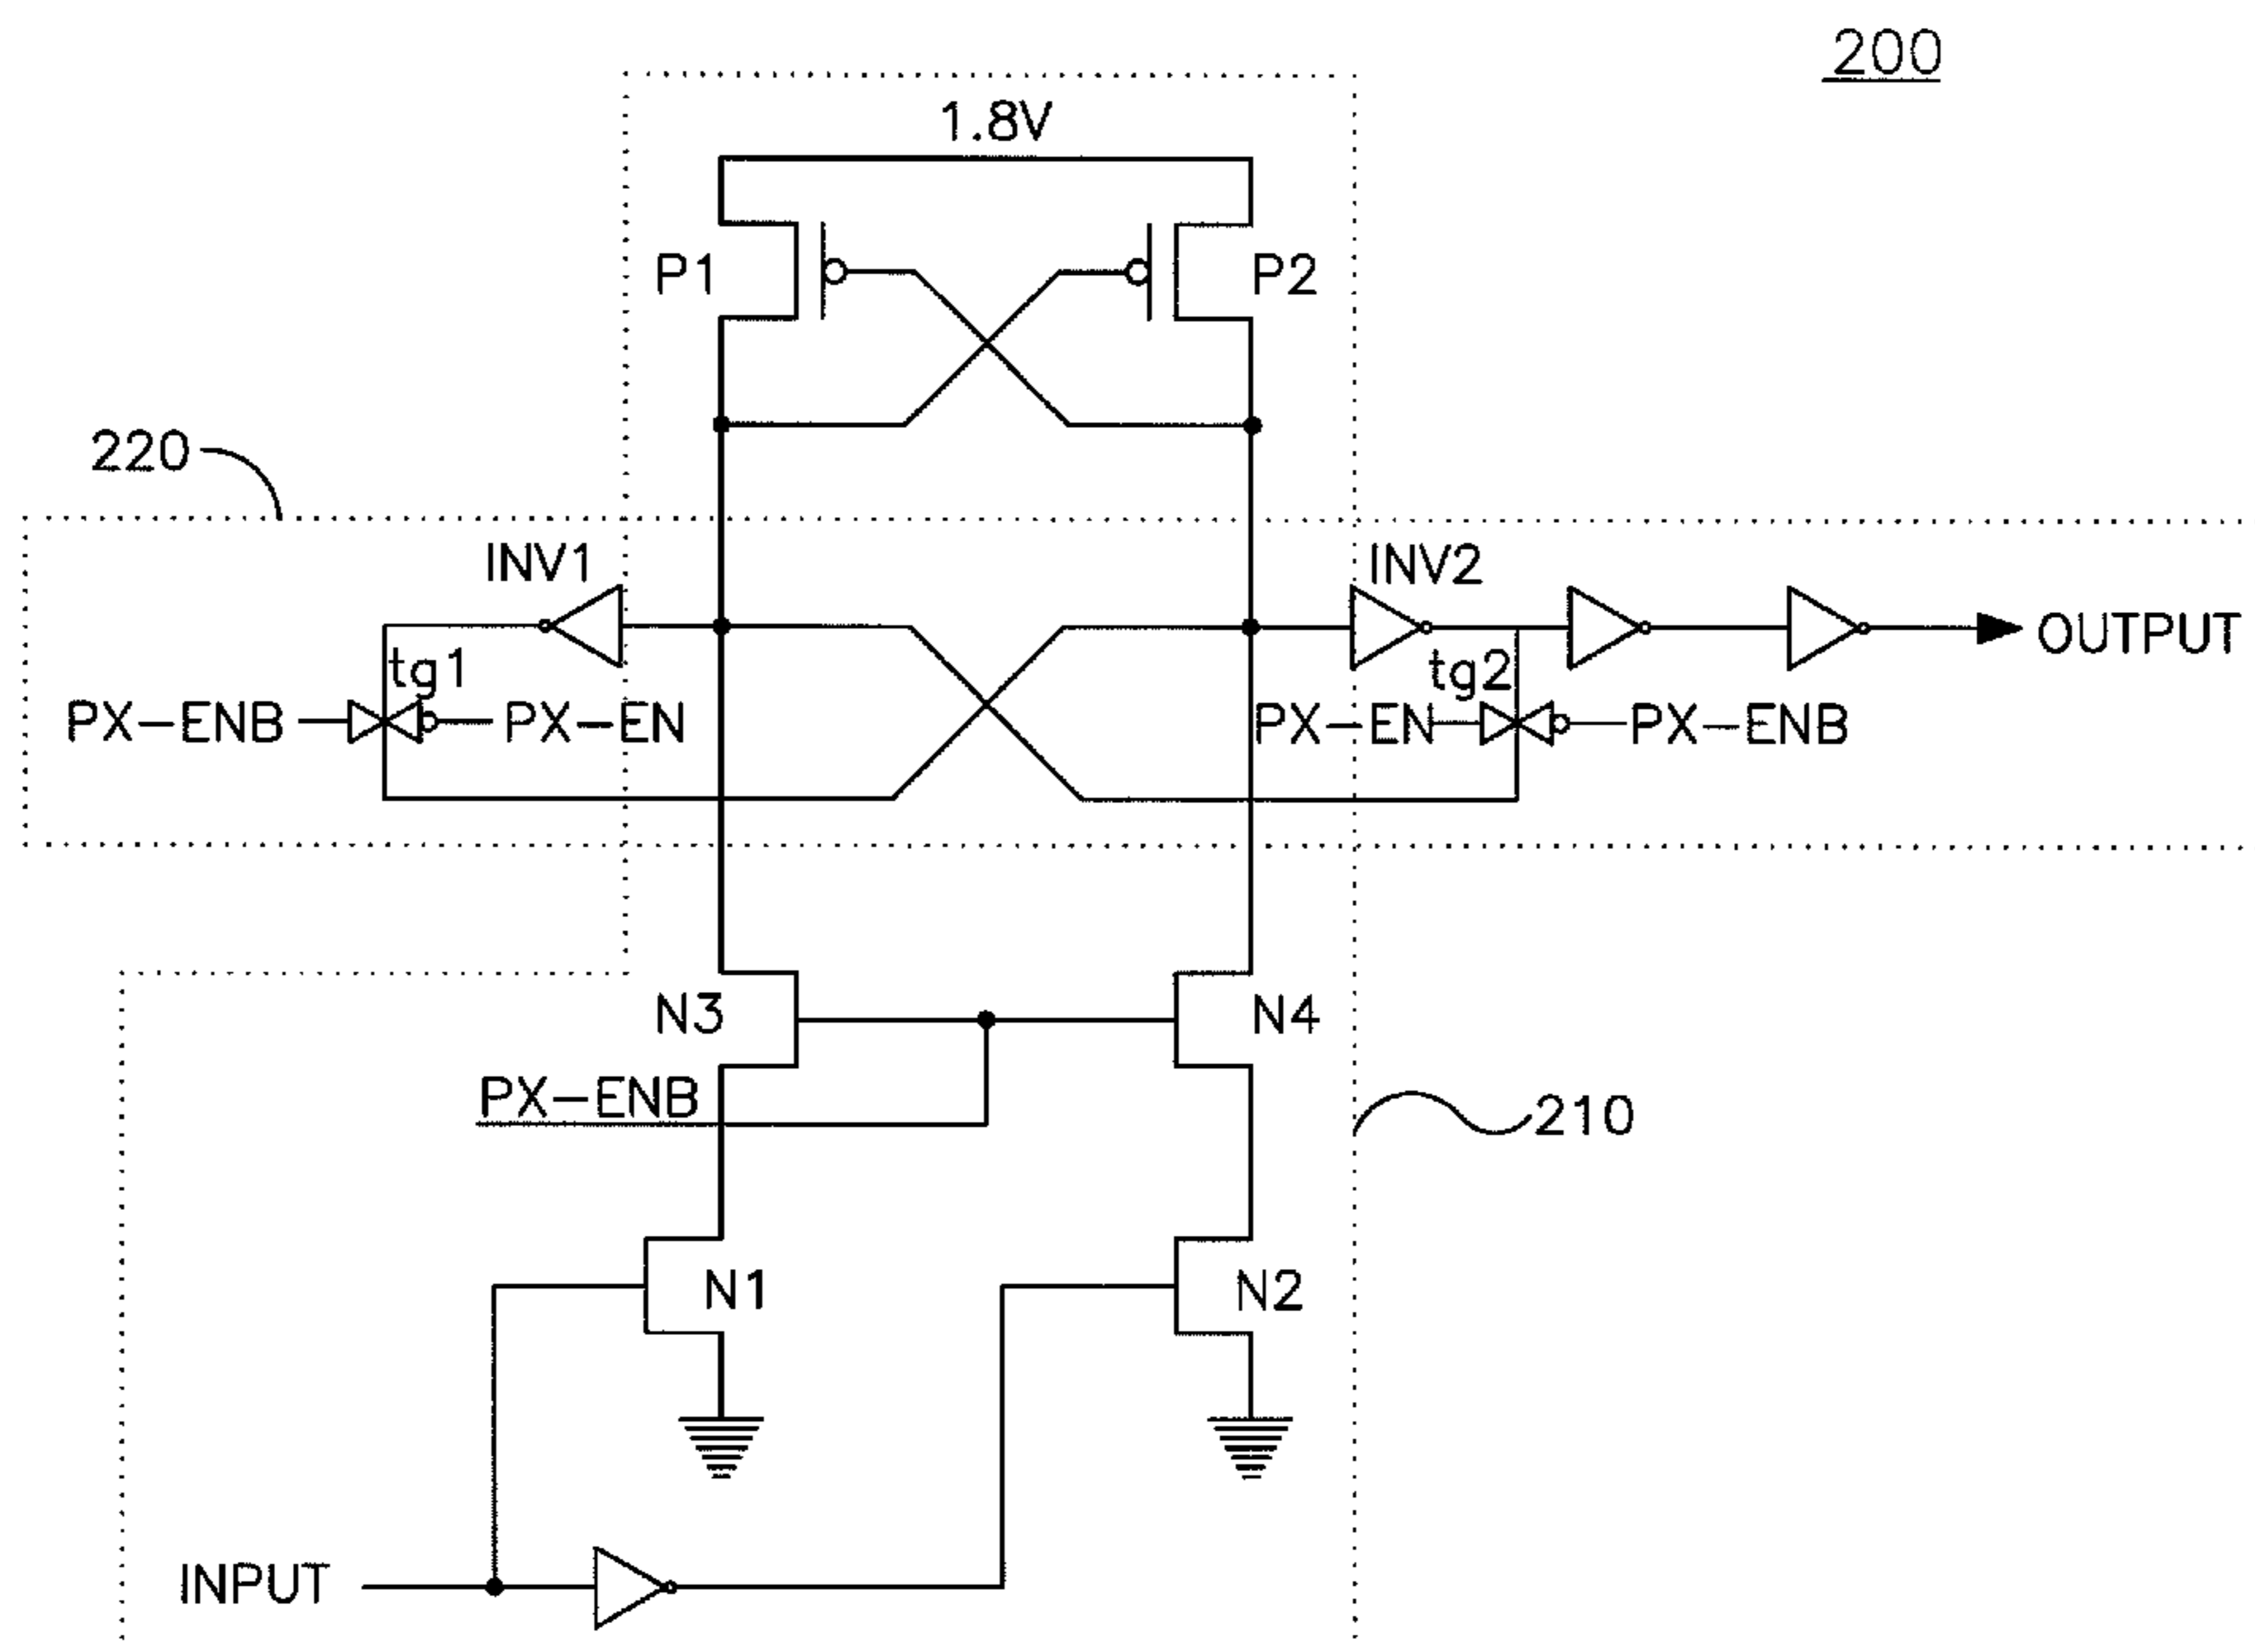 200
1.8V
P1
P2
220
INV1
INV2
OUTPUT
tg1
tg2
PX-ENB
PX-EN
PX-EN
PX-ENB
N3
N4
PX-ENB
210
N1
N2
INPUT